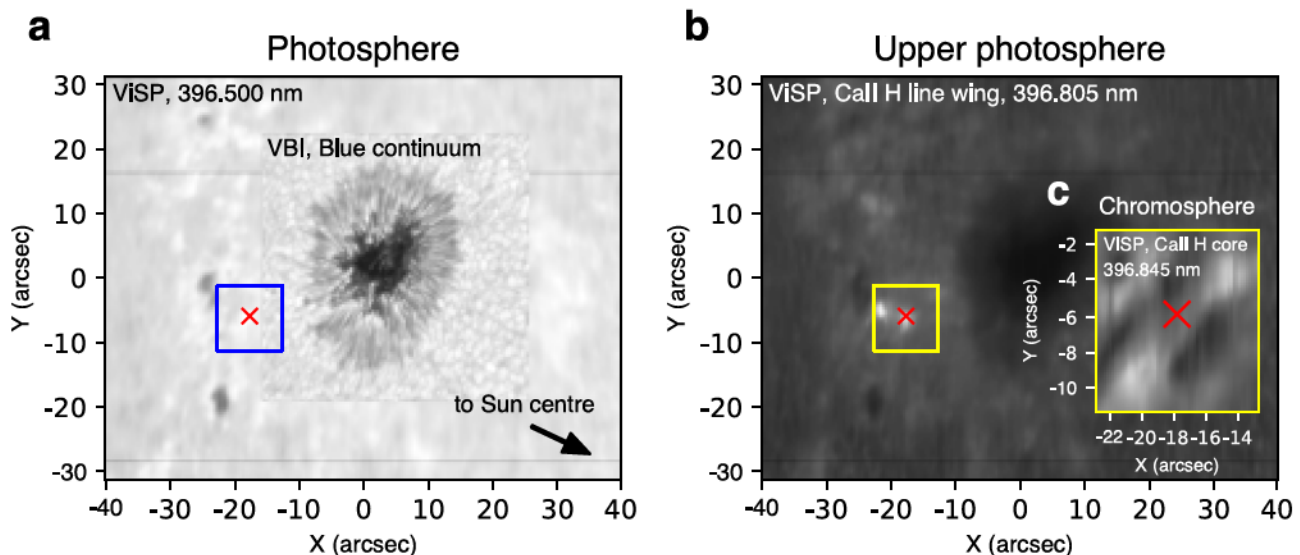 a
Photosphere
ViSP, 396.500 nm
VBI, Blue continuum
to Sun centre
30
20
10
0
-10
-20
-30
Y (arcsec)
-40 -30 -20 -10 0 10 20 30 40
X (arcsec)
b
Upper photosphere
ViSP, CaII H line wing, 396.805 nm
30
20
10
0
-10
-20
-30
Y (arcsec)
-40 -30 -20 -10 0 10 20 30 40
X (arcsec)
c
Chromosphere
ViSP, CaII H core
396.845 nm
-2
-4
-6
-8
-10
Y (arcsec)
-22 -20 -18 -16 -14
X (arcsec)